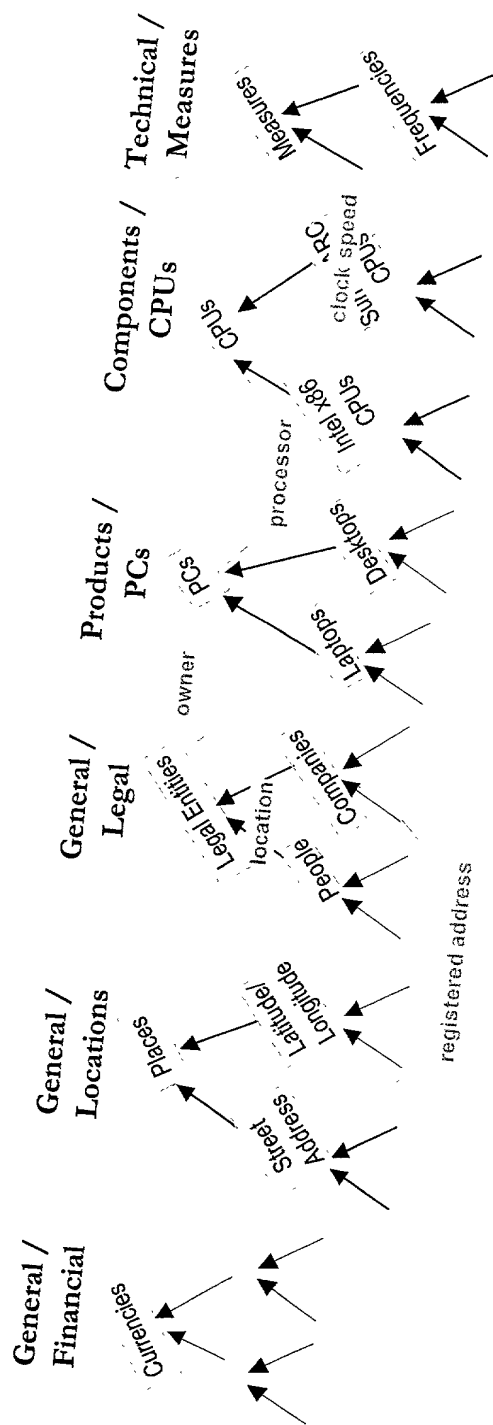 General /
Financial
General /
Locations
General /
Legal
Products /
PCs
Components /
CPUs
Technical /
Measures
Currencies
Places
Street
Address
Latitude/
Longitude
Legal Entities
location
People
Companies
owner
PCs
Laptops
Desktops
processor
CPUs
Intel x86
CPUs
clock speed
Sun
CPUs
Measures
Frequencies
registered address